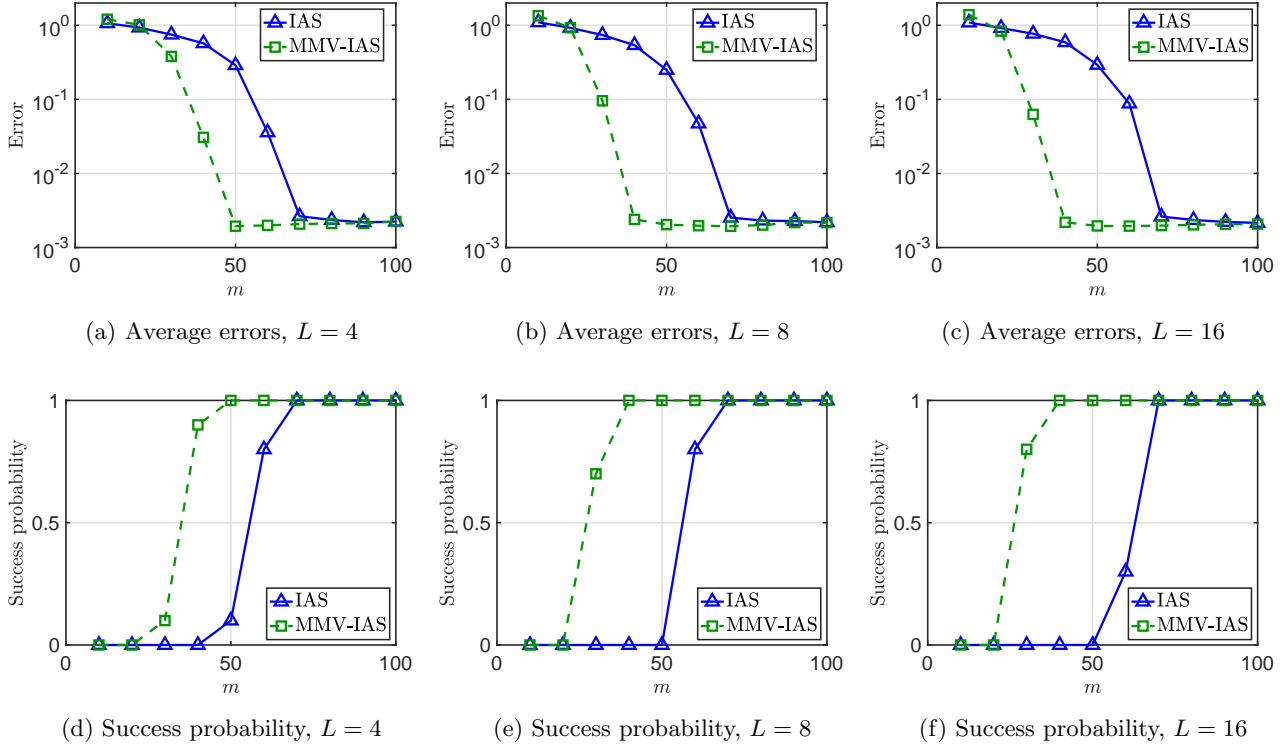 10^0
10^-1
10^-2
10^-3
Error
IAS
MMV-IAS
0
50
100
m
(a) Average errors, L = 4
10^0
10^-1
10^-2
10^-3
Error
IAS
MMV-IAS
0
50
100
m
(b) Average errors, L = 8
10^0
10^-1
10^-2
10^-3
Error
IAS
MMV-IAS
0
50
100
m
(c) Average errors, L = 16
1
0.5
0
Success probability
IAS
MMV-IAS
0
50
100
m
(d) Success probability, L = 4
1
0.5
0
Success probability
IAS
MMV-IAS
0
50
100
m
(e) Success probability, L = 8
1
0.5
0
Success probability
IAS
MMV-IAS
0
50
100
m
(f) Success probability, L = 16